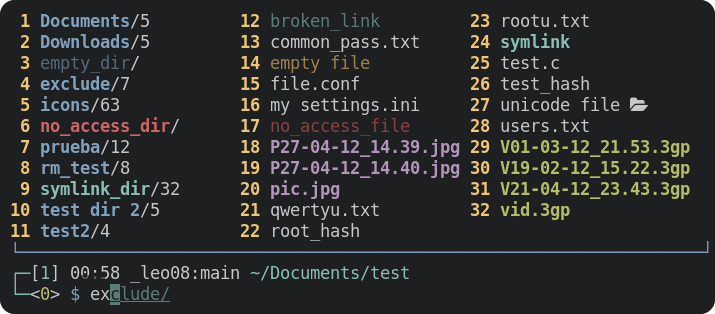 1 Documents/5 12 broken_link 23 rootu.txt
2 Downloads/5 13 common_pass.txt 24 symlink
3 empty_dir/ 14 empty file 25 test.c
4 exclude/7 15 file.conf 26 test_hash
5 icons/63 16 my settings.ini 27 unicode file
6 no_access_dir/ 17 no_access_file 28 users.txt
7 prueba/12 18 P27-04-12_14.39.jpg 29 V01-03-12_21.53.3gp
8 rm_test/8 19 P27-04-12_14.40.jpg 30 V19-02-12_15.22.3gp
9 symlink_dir/32 20 pic.jpg 31 V21-04-12_23.43.3gp
10 test dir 2/5 21 qwertyu.txt 32 vid.3gp
11 test2/4 22 root_hash
[1] 00:58 _leo08:main ~/Documents/test
<0> $ exclude/